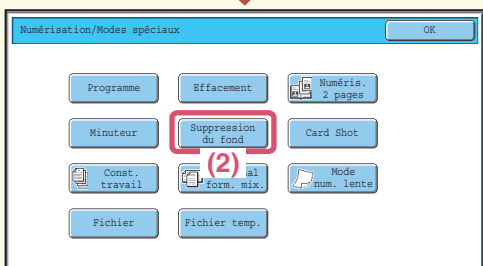 Numérisation/Modes spéciaux
OK
Programme
Effacement
Numéris.
2 pages
Minuteur
Suppression
du fond
Card Shot
Const.
travail
(2)
form. mix.
Mode
num. lente
Fichier
Fichier temp.